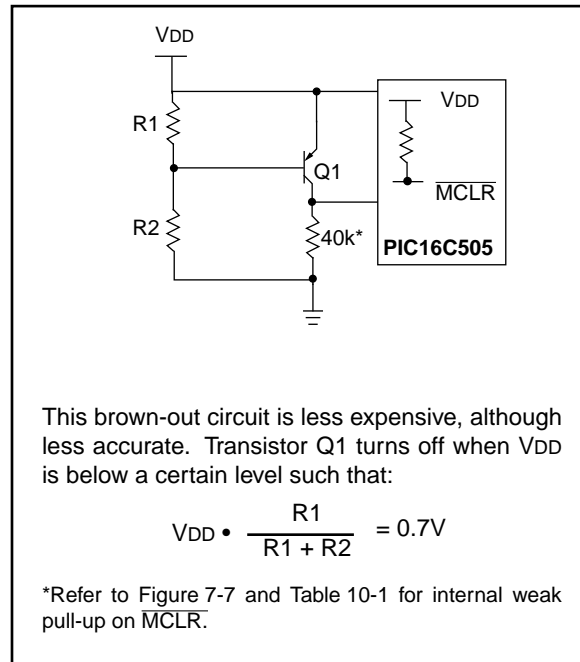 VDD
R1
VDD
Q1
MCLR
R2
40k*
PIC16C505
This brown-out circuit is less expensive, although
less accurate. Transistor Q1 turns off when VDD
is below a certain level such that:
VDD • R1 / R1 + R2 = 0.7V
*Refer to Figure 7-7 and Table 10-1 for internal weak
pull-up on MCLR.